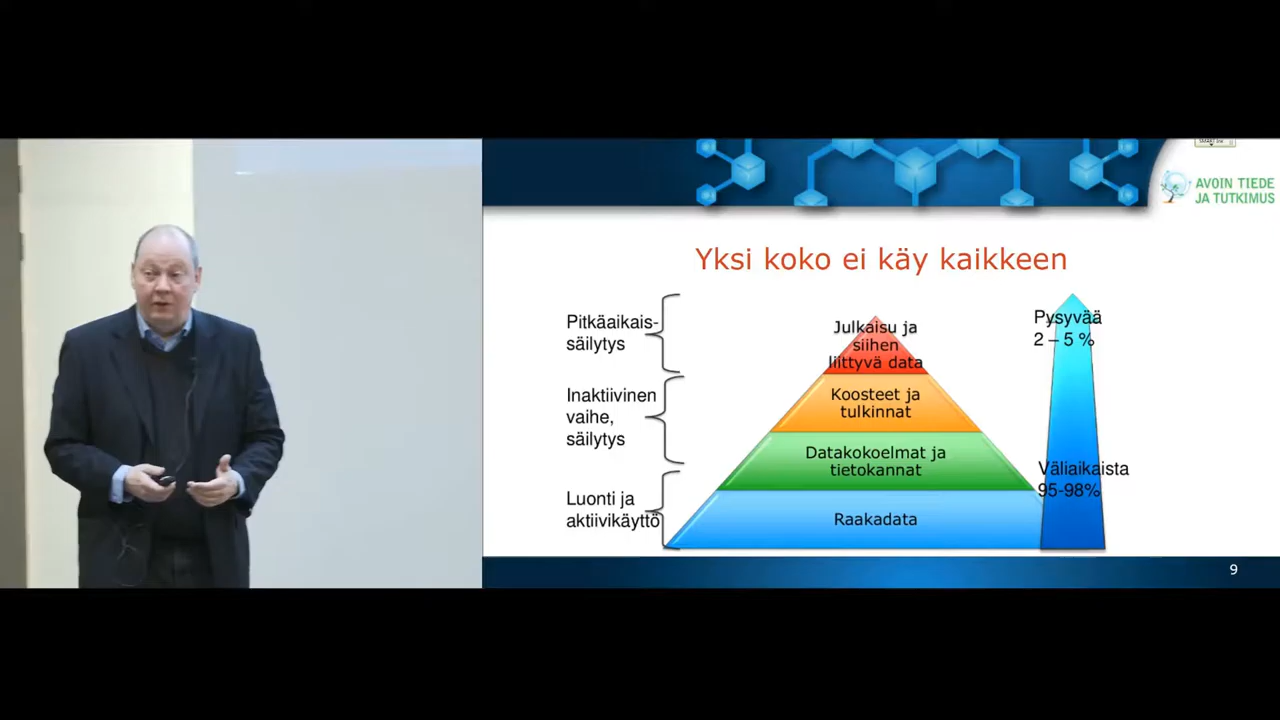 AVOIN TIEDE
JA TUTKIMUS
Yksi koko ei käy kaikkeen
Pitkäaikais-
säilytys
Inaktiivinen
vaihe,
säilytys
Luonti ja
aktiivikäyttö
Julkaisu ja
siihen
liittyvä data
Koosteet ja
tulkinnat
Datakokoelmat ja
tietokannat
Raakadata
Pysyvää
2 – 5 %
Väliaikaista
95-98%
9